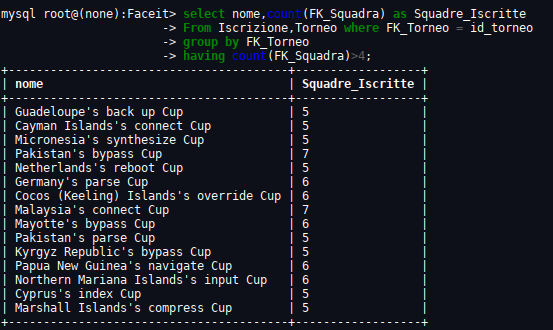 mysql root@(none):Faceit> select nome,count(FK_Squadra) as Squadre_Iscritte
-> From Iscrizione,Torneo where FK_Torneo = id_torneo
-> group by FK_Torneo
-> having count(FK_Squadra)>4;
+----------------------------------------+------------------+
| nome | Squadre_Iscritte |
+----------------------------------------+------------------+
| Guadeloupe's back up Cup | 5 |
| Cayman Islands's connect Cup | 5 |
| Micronesia's synthesize Cup | 5 |
| Pakistan's bypass Cup | 7 |
| Netherlands's reboot Cup | 5 |
| Germany's parse Cup | 6 |
| Cocos (Keeling) Islands's override Cup | 6 |
| Malaysia's connect Cup | 7 |
| Mayotte's bypass Cup | 6 |
| Pakistan's parse Cup | 5 |
| Kyrgyz Republic's bypass Cup | 5 |
| Papua New Guinea's navigate Cup | 6 |
| Northern Mariana Islands's input Cup | 6 |
| Cyprus's index Cup | 5 |
| Marshall Islands's compress Cup | 5 |
+----------------------------------------+------------------+